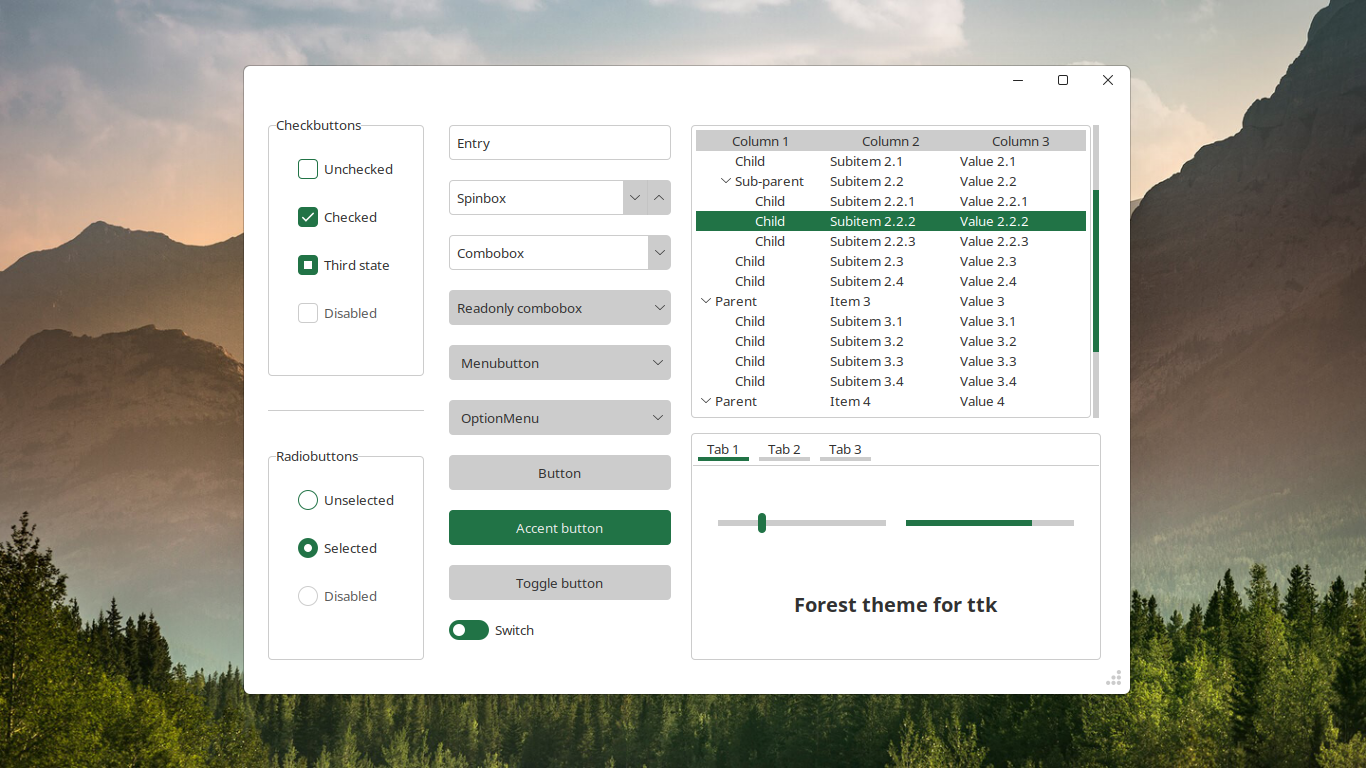 Checkbuttons
Unchecked
Checked
Third state
Disabled
Radiobuttons
Unselected
Selected
Disabled
Entry
Spinbox
Combobox
Readonly combobox
Menubutton
OptionMenu
Button
Accent button
Toggle button
Switch
Column 1 Column 2 Column 3
Child Subitem 2.1 Value 2.1
Sub-parent Subitem 2.2 Value 2.2
Child Subitem 2.2.1 Value 2.2.1
Child Subitem 2.2.2 Value 2.2.2
Child Subitem 2.2.3 Value 2.2.3
Child Subitem 2.3 Value 2.3
Child Subitem 2.4 Value 2.4
Parent Item 3 Value 3
Child Subitem 3.1 Value 3.1
Child Subitem 3.2 Value 3.2
Child Subitem 3.3 Value 3.3
Child Subitem 3.4 Value 3.4
Parent Item 4 Value 4
Tab 1 Tab 2 Tab 3
Forest theme for ttk